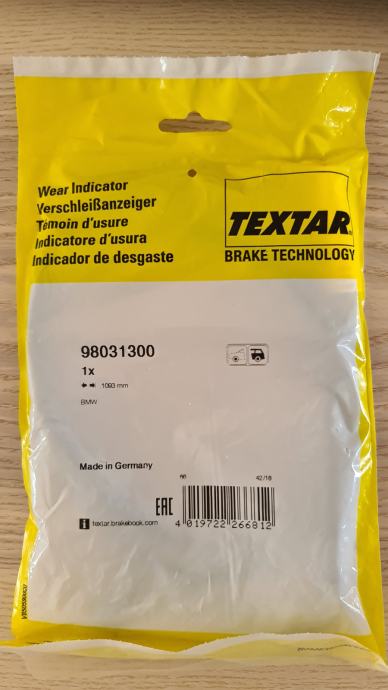 Wear Indicator
Verschleißanzeiger
Témoin d'usure
Indicatore d'usura
Indicador de desgaste
TEXTAR
BRAKE TECHNOLOGY
98031300
1x
1093 mm
BMW
Made in Germany
42/18
EAC
i textar.brakebook.com
4 019722 266812